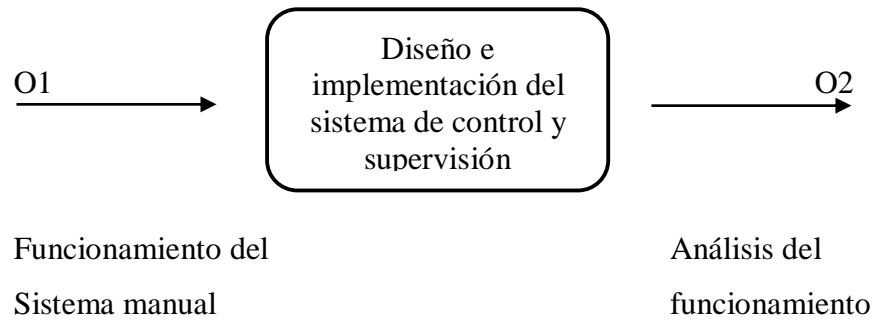 O1
Diseño e
implementación del
sistema de control y
supervisión
O2
Funcionamiento del
Sistema manual
Análisis del
funcionamiento